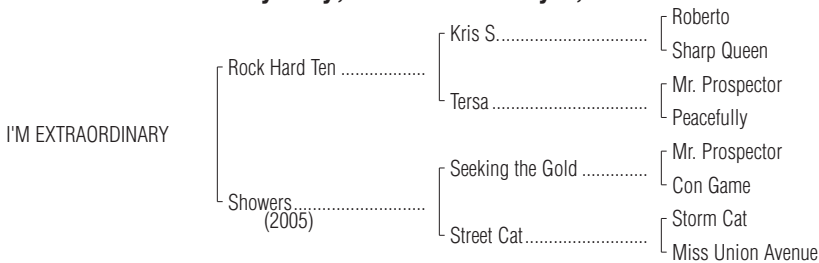 Roberto
Kris S.................................
Sharp Queen
Rock Hard Ten ..................
Mr. Prospector
Tersa .................................
Peacefully
I'M EXTRAORDINARY
Mr. Prospector
Seeking the Gold ..............
Con Game
Showers............................
(2005)
Storm Cat
Street Cat..........................
Miss Union Avenue